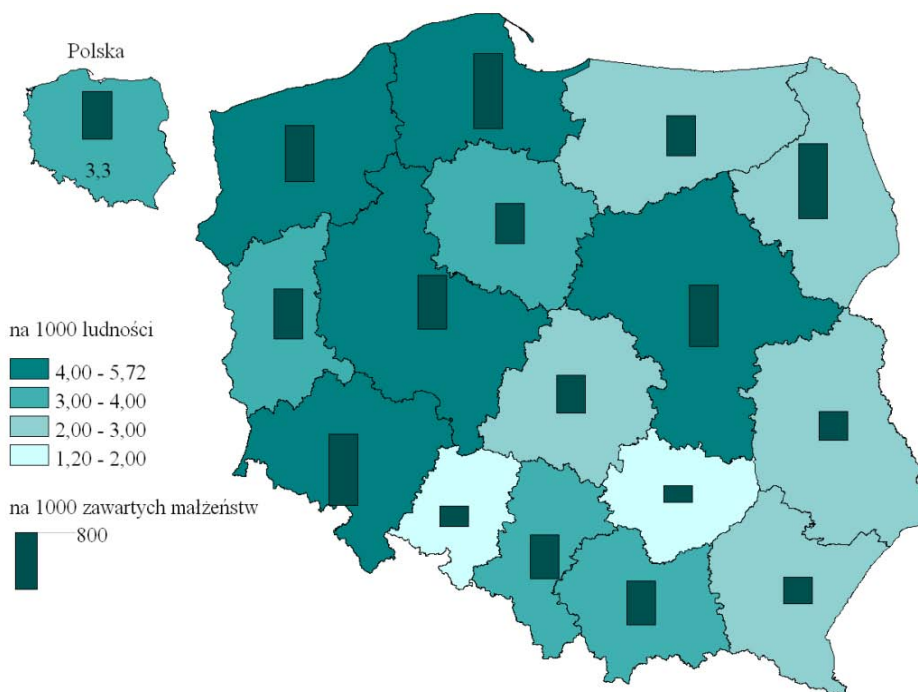 Polska
3,3
na 1000 ludności
4,00 - 5,72
3,00 - 4,00
2,00 - 3,00
1,20 - 2,00
na 1000 zawartych małżeństw
800